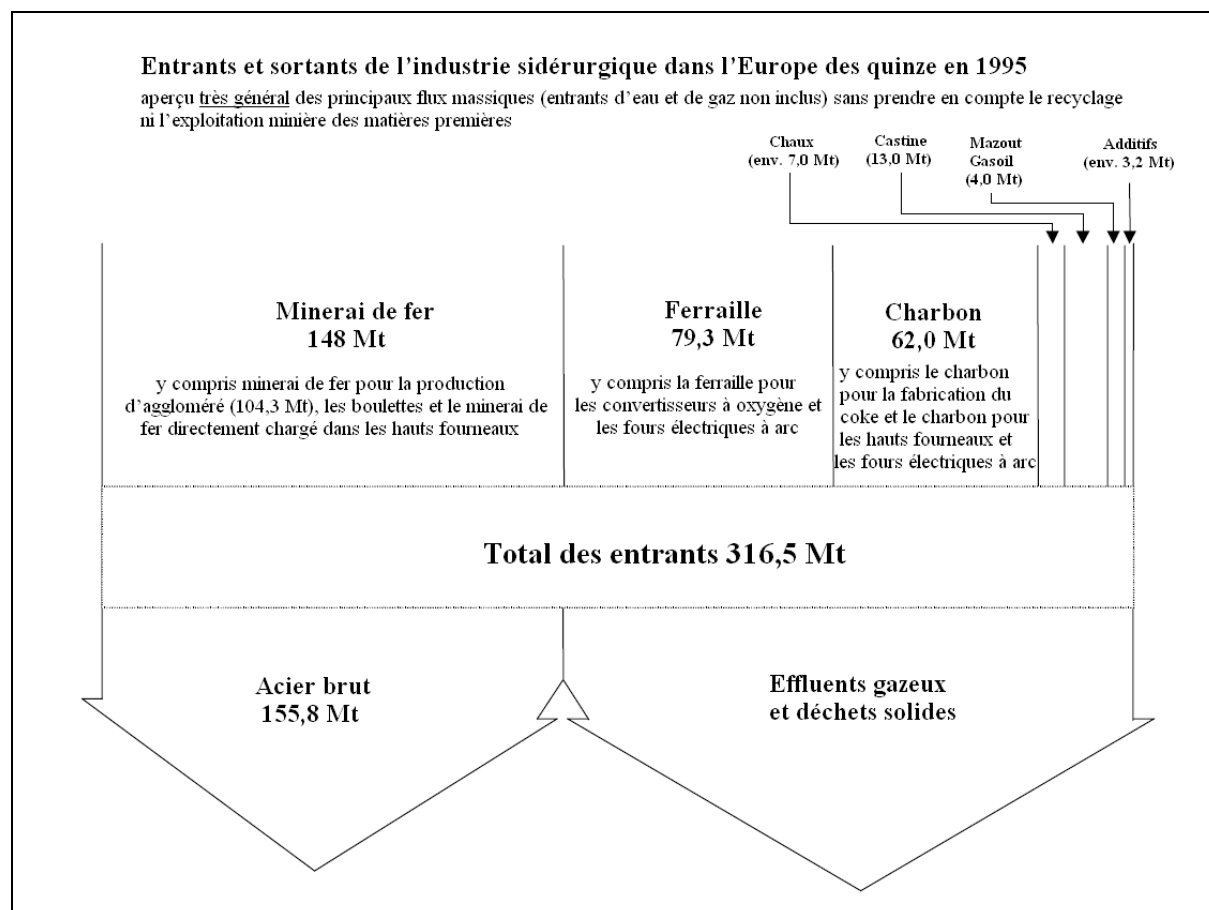 Entrants et sortants de l'industrie sidérurgique dans l'Europe des quinze en 1995
aperçu très général des principaux flux massiques (entrants d'eau et de gaz non inclus) sans prendre en compte le recyclage
ni l'exploitation minière des matières premières
Chaux
(env. 7,0 Mt)
Castine
(13,0 Mt)
Mazout
Gasoil
(4,0 Mt)
Additifs
(env. 3,2 Mt)
Minerai de fer
148 Mt
y compris minerai de fer pour la production
d'aggloméré (104,3 Mt), les boulettes et le minerai de
fer directement chargé dans les hauts fourneaux
Ferraille
79,3 Mt
y compris la ferraille pour
les convertisseurs à oxygène et
les fours électriques à arc
Charbon
62,0 Mt
y compris le charbon
pour la fabrication du
coke et le charbon pour
les hauts fourneaux et
les fours électriques à arc
Total des entrants 316,5 Mt
Acier brut
155,8 Mt
Effluents gazeux
et déchets solides